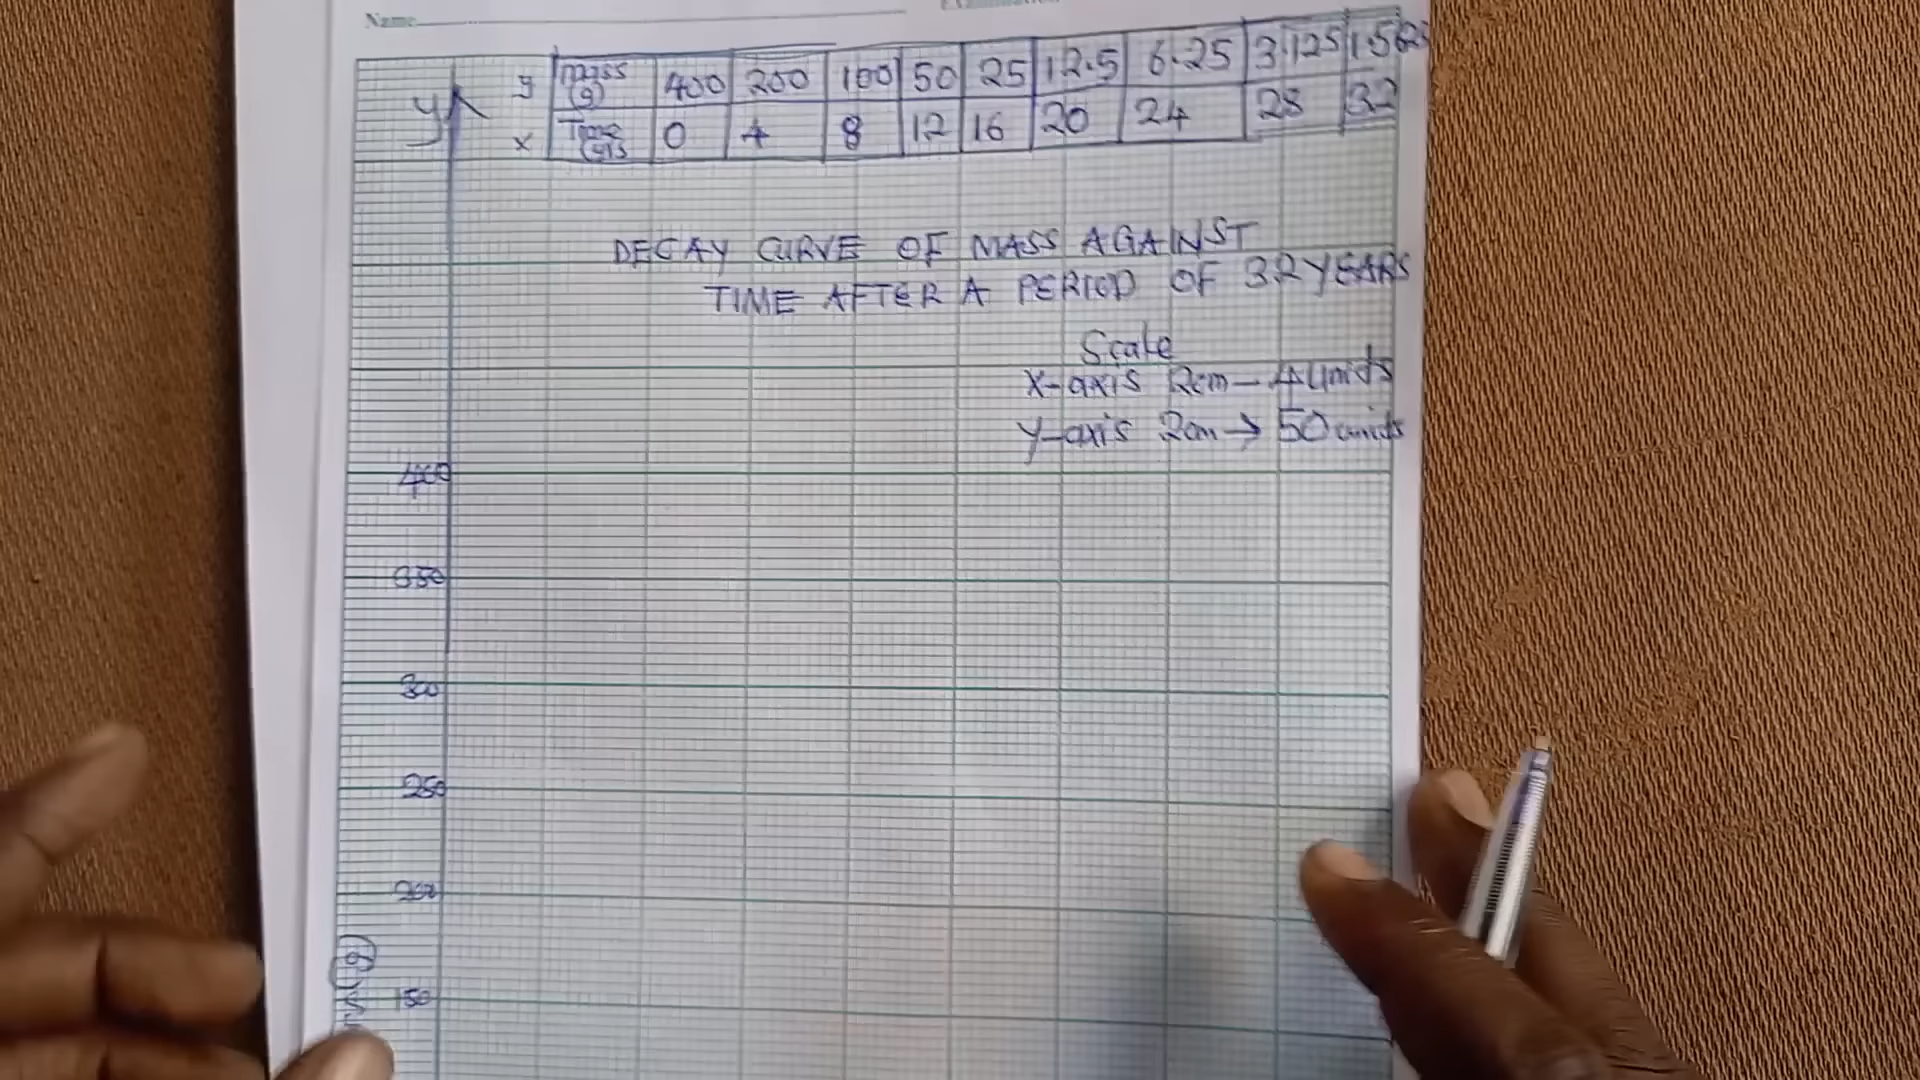 Name
y mass (g) 400 200 100 50 25 12.5 6.25 3.125 1.5625
x Time (yrs) 0 4 8 12 16 20 24 28 32
y
DECAY CURVE OF MASS AGAINST
TIME AFTER A PERIOD OF 32 YEARS
Scale
X-axis 2cm - 4 units
y-axis 2cm → 50 units
400
350
300
250
200
150